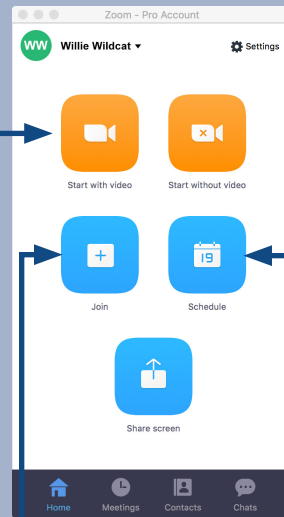 Zoom - Pro Account
WW Willie Wildcat Settings
Start with video Start without video
19
Join Schedule
Share screen
Home Meetings Contacts Chats